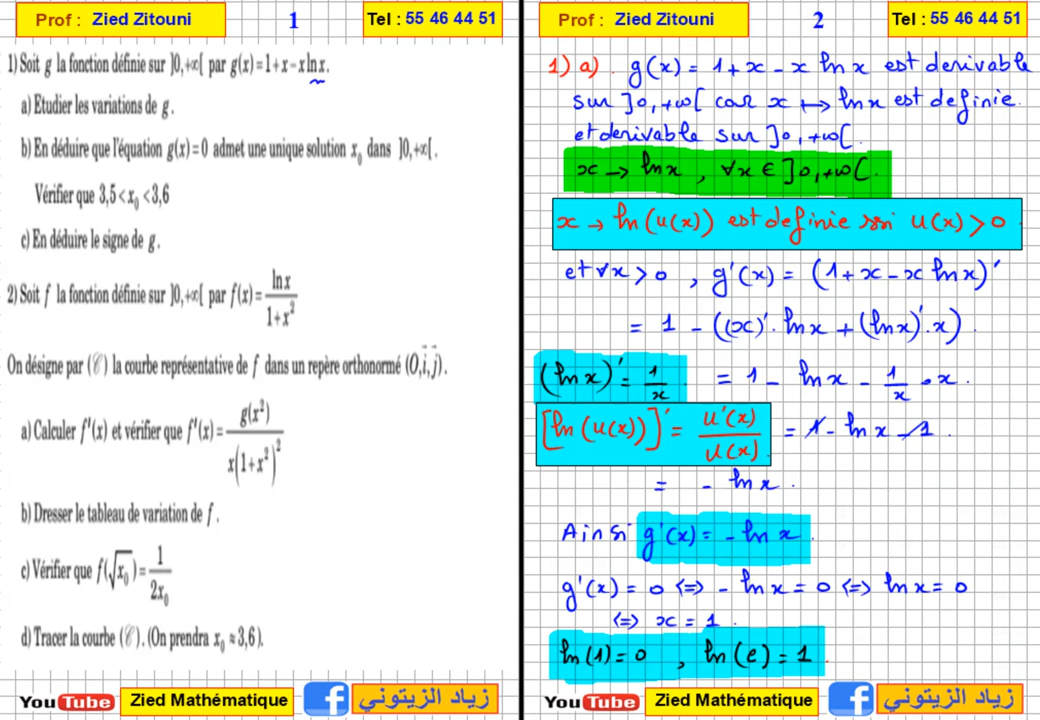 Prof : Zied Zitouni
1
Tel : 55 46 44 51
1) Soit g la fonction définie sur ]0,+∞[ par g(x)=1+x-x lnx.
a) Etudier les variations de g.
b) En déduire que l'équation g(x)=0 admet une unique solution x₀ dans ]0,+∞[.
Vérifier que 3,5<x₀<3,6
c) En déduire le signe de g.
2) Soit f la fonction définie sur ]0,+∞[ par f(x)=lnx/(1+x²)
On désigne par (𝒞) la courbe représentative de f dans un repère orthonormé (O,i⃗,j⃗).
a) Calculer f'(x) et vérifier que f'(x)=g(x²)/(x(1+x²)²)
b) Dresser le tableau de variation de f.
c) Vérifier que f(√x₀)=1/(2x₀)
d) Tracer la courbe (𝒞). (On prendra x₀≈3,6).
YouTube Zied Mathématique f زياد الزيتوني
Prof : Zied Zitouni
2
Tel : 55 46 44 51
1) a). g(x) = 1+x-x ln x est derivable
sur ]0,+∞[ car x ↦ ln x est definie
et derivable sur ]0,+∞[.
x → ln x , ∀x ∈ ]0,+∞[.
x → ln(u(x)) est definie ssi u(x) > 0
et ∀x > 0 , g'(x) = (1+x-x ln x)'
= 1 - ((x)'. ln x + (ln x)'. x).
(ln x)' = 1/x
= 1 - ln x - 1/x • x.
[ln(u(x))]' = u'(x)/u(x)
= 1 - ln x - 1
= - ln x.
Ainsi g'(x) = - ln x.
g'(x) = 0 ⇔ - ln x = 0 ⇔ ln x = 0
⇔ x = 1.
ln(1) = 0 , ln(e) = 1.
YouTube Zied Mathématique f زياد الزيتوني